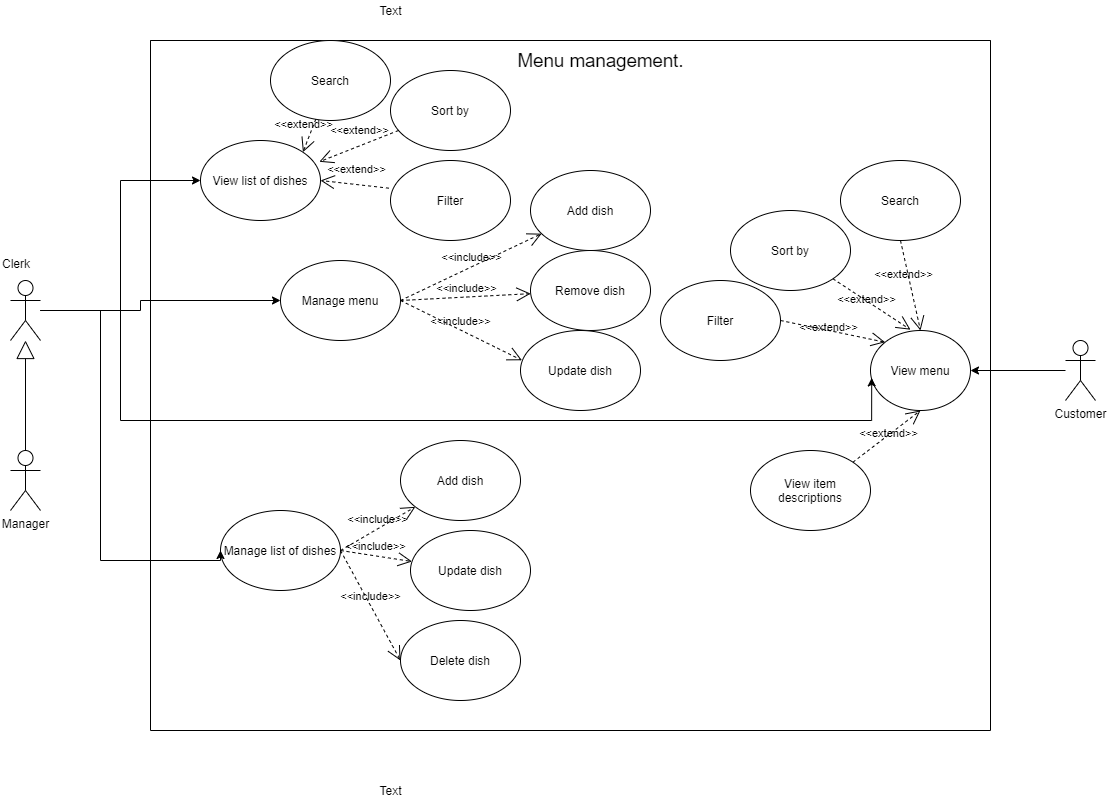 Text
Menu management.
Search
Sort by
<<extend>>
<<extend>>
<<extend>>
View list of dishes
Filter
Add dish
Search
Sort by
<<include>>
Clerk
<<extend>>
Manage menu
<<include>>
Remove dish
<<extend>>
Filter
<<include>>
<<extend>>
Update dish
View menu
Customer
<<extend>>
Add dish
View item
descriptions
Manager
<<include>>
Manage list of dishes
<<include>>
Update dish
<<include>>
Delete dish
Text